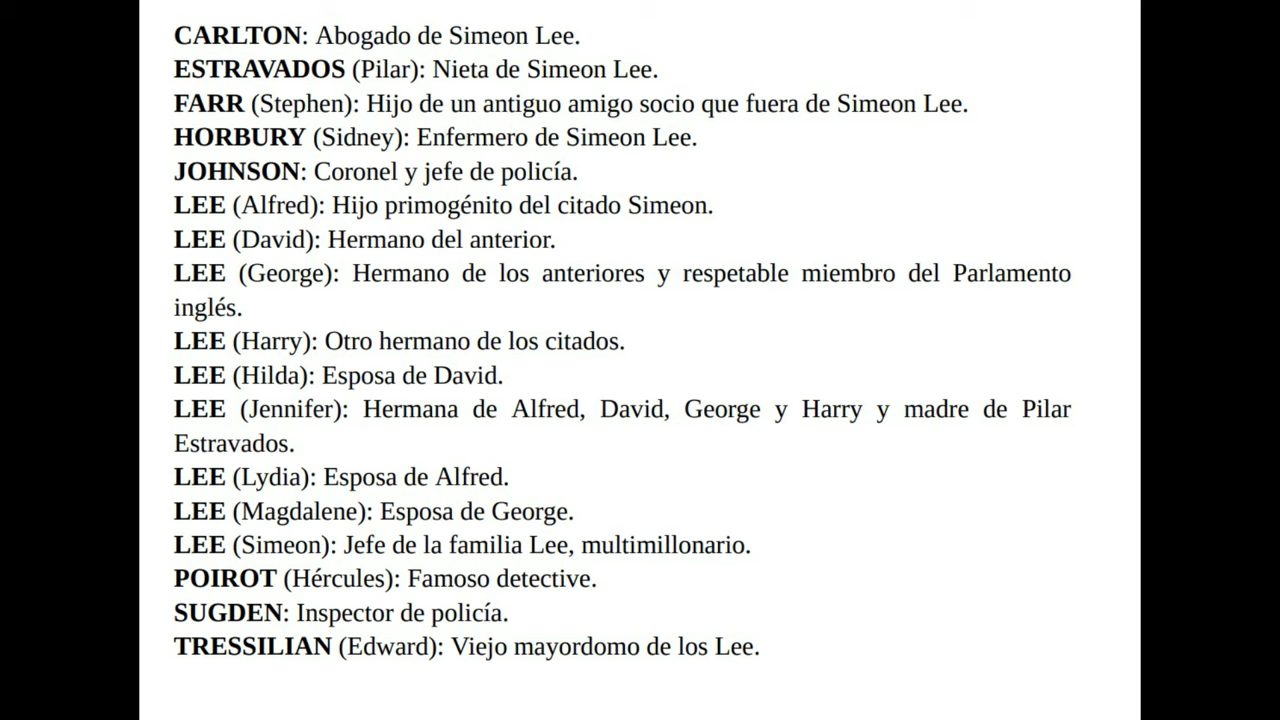 CARLTON: Abogado de Simeon Lee.
ESTRAVADOS (Pilar): Nieta de Simeon Lee.
FARR (Stephen): Hijo de un antiguo amigo socio que fuera de Simeon Lee.
HORBURY (Sidney): Enfermero de Simeon Lee.
JOHNSON: Coronel y jefe de policía.
LEE (Alfred): Hijo primogénito del citado Simeon.
LEE (David): Hermano del anterior.
LEE (George): Hermano de los anteriores y respetable miembro del Parlamento
inglés.
LEE (Harry): Otro hermano de los citados.
LEE (Hilda): Esposa de David.
LEE (Jennifer): Hermana de Alfred, David, George y Harry y madre de Pilar
Estravados.
LEE (Lydia): Esposa de Alfred.
LEE (Magdalene): Esposa de George.
LEE (Simeon): Jefe de la familia Lee, multimillonario.
POIROT (Hércules): Famoso detective.
SUGDEN: Inspector de policía.
TRESSILIAN (Edward): Viejo mayordomo de los Lee.